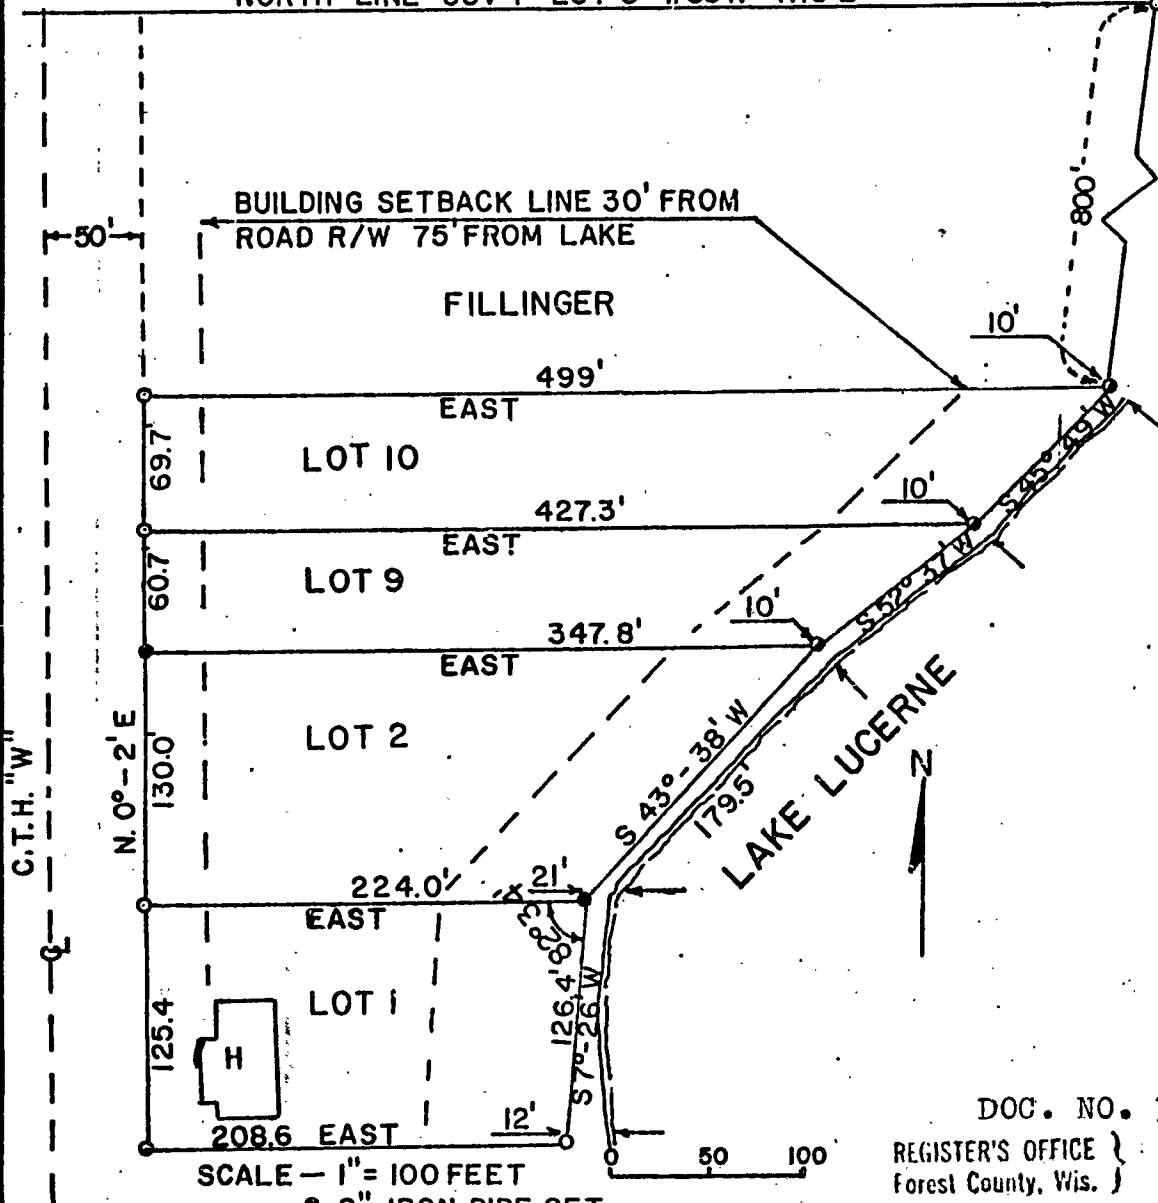 800'
50'
BUILDING SETBACK LINE 30' FROM
ROAD R/W 75' FROM LAKE
FILLINGER
10'
499'
EAST
69.7
LOT 10
S 45° 49' W
10'
427.3'
EAST
60.7
LOT 9
S 52° 37' W
10'
347.8'
EAST
C.T.H. "W"
N. 0°-2' E
130.0
LOT 2
S 43°-38' W
179.5'
LAKE LUCERNE
N
224.0'
21'
EAST
125.4
LOT 1
126.4'
S 7°-26' W
H
12'
208.6 EAST
SCALE — 1" = 100 FEET
0 50 100
DOC. NO.
REGISTER'S OFFICE }
Forest County, Wis. }